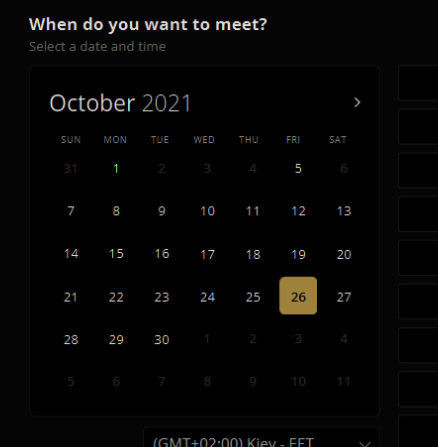 When do you want to meet?
Select a date and time
October 2021
SUN MON TUE WED THU FRI SAT
31 1 2 3 4 5 6
7 8 9 10 11 12 13
14 15 16 17 18 19 20
21 22 23 24 25 26 27
28 29 30 1 2 3 4
5 6 7 8 9 10 11
(GMT+02:00) Kiev - EET